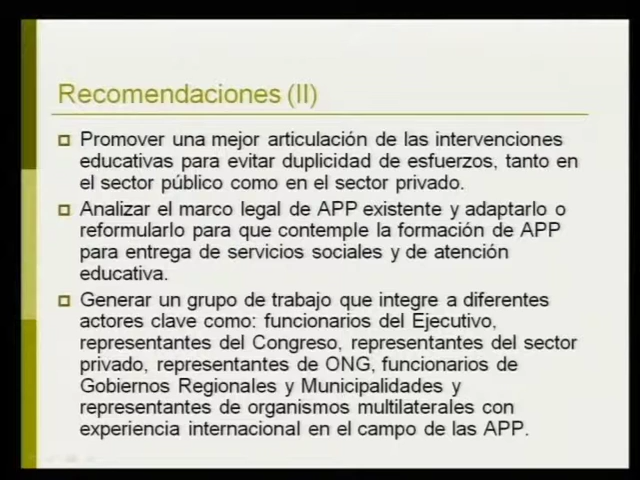 Recomendaciones (II)
Promover una mejor articulación de las intervenciones
educativas para evitar duplicidad de esfuerzos, tanto en
el sector público como en el sector privado.
Analizar el marco legal de APP existente y adaptarlo o
reformularlo para que contemple la formación de APP
para entrega de servicios sociales y de atención
educativa.
Generar un grupo de trabajo que integre a diferentes
actores clave como: funcionarios del Ejecutivo,
representantes del Congreso, representantes del sector
privado, representantes de ONG, funcionarios de
Gobiernos Regionales y Municipalidades y
representantes de organismos multilaterales con
experiencia internacional en el campo de las APP.